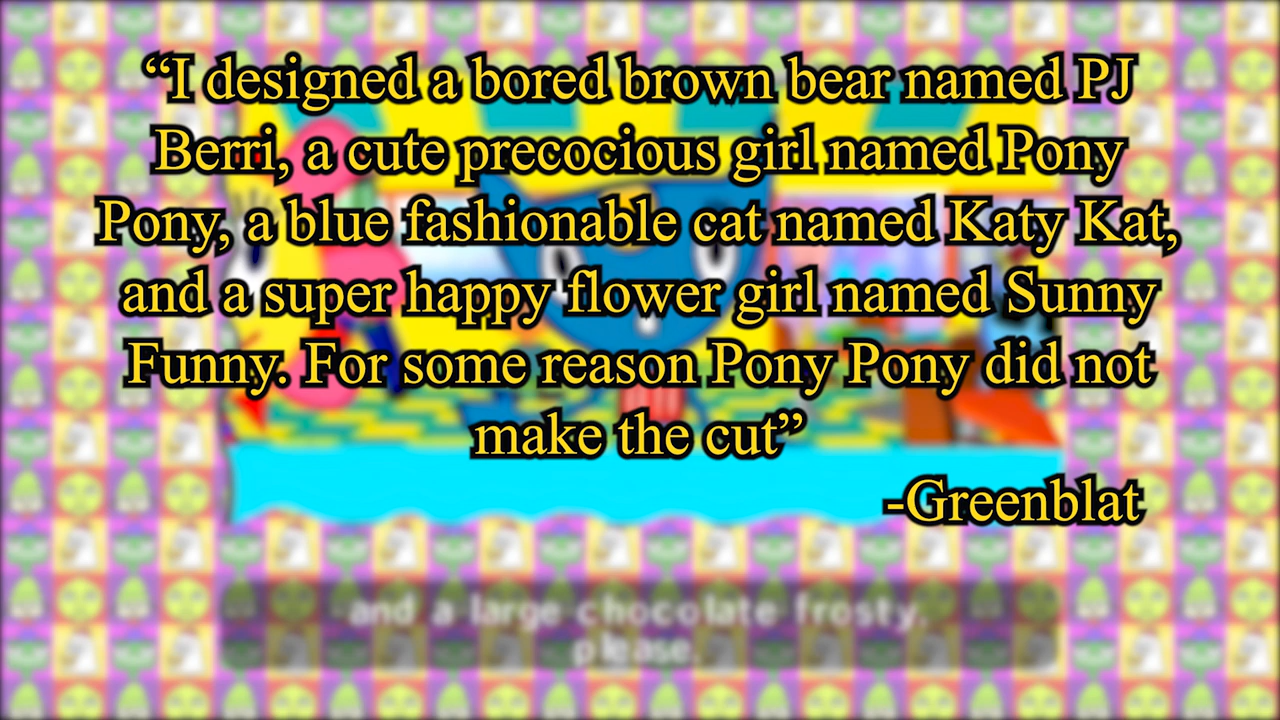 “I designed a bored brown bear named PJ
Berri, a cute precocious girl named Pony
Pony, a blue fashionable cat named Katy Kat,
and a super happy flower girl named Sunny
Funny. For some reason Pony Pony did not
make the cut”
-Greenblat
and a large chocolate frosty,
please.